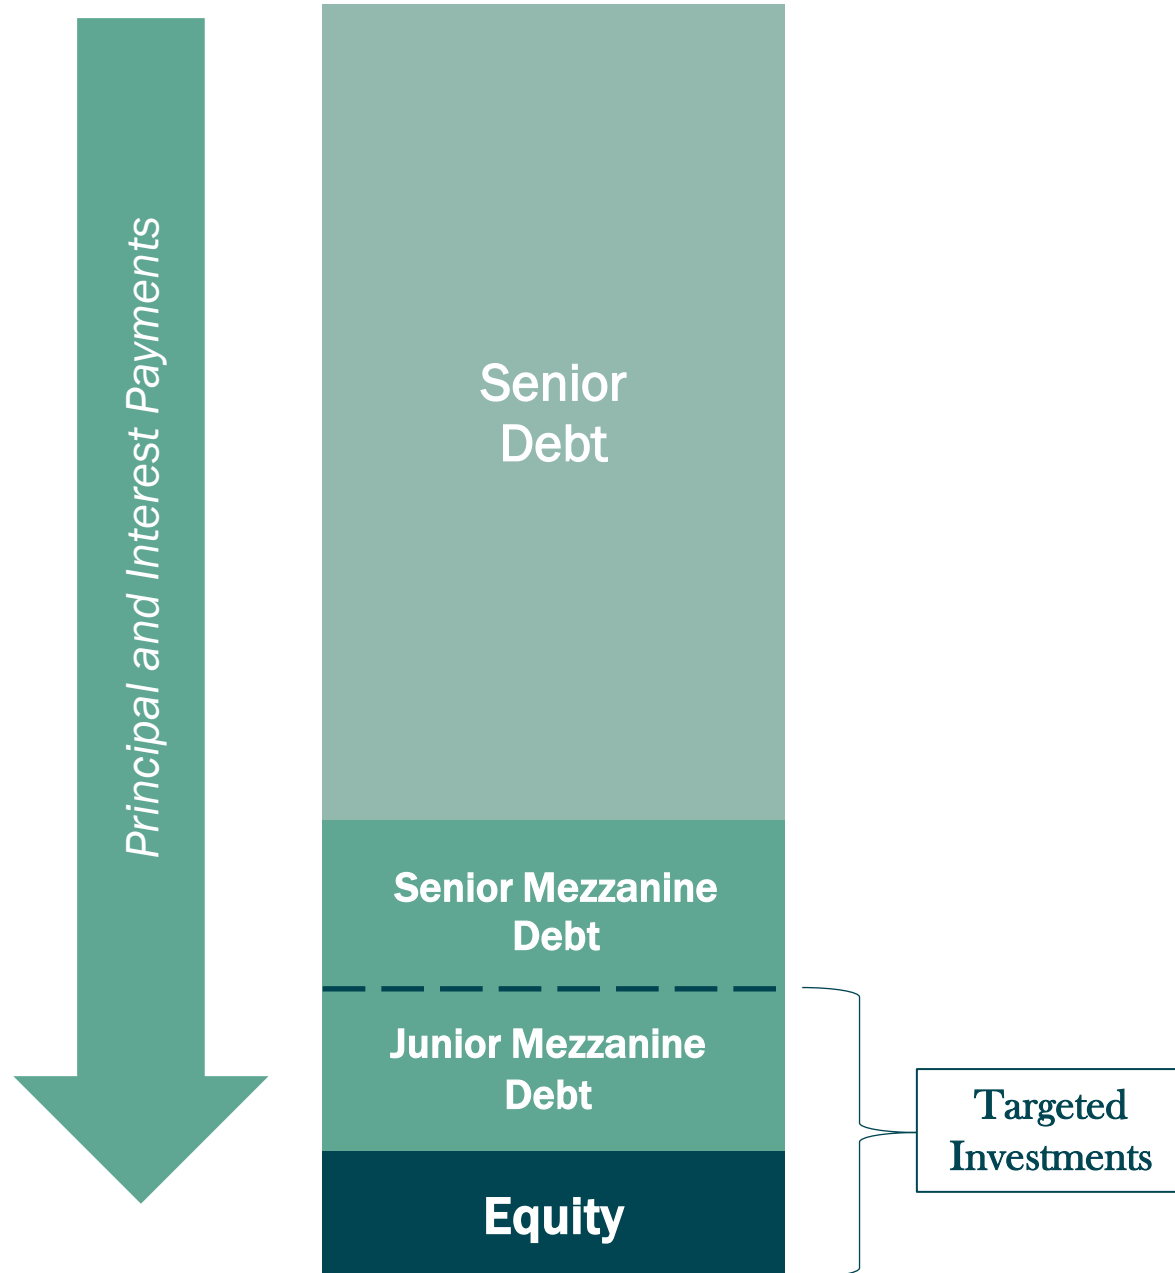 Principal and Interest Payments
Senior
Debt
Senior Mezzanine
Debt
Junior Mezzanine
Debt
Equity
Targeted
Investments